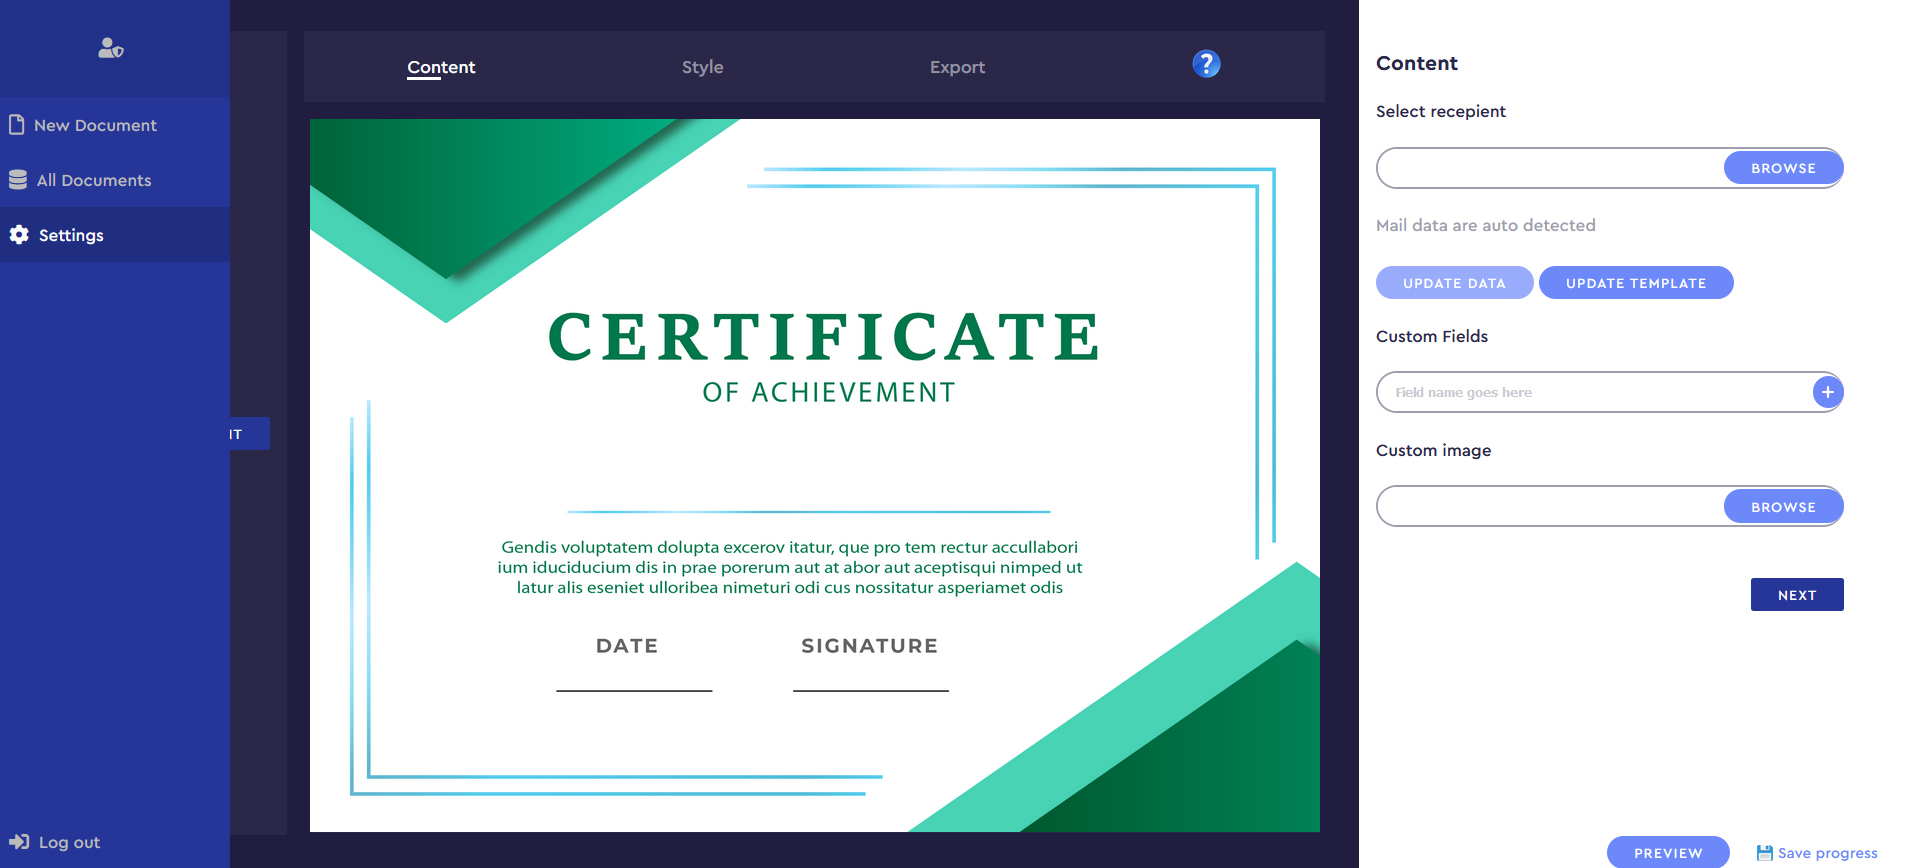 New Document
All Documents
Settings
Log out
NT
Content
Style
Export
?
CERTIFICATE
OF ACHIEVEMENT
Gendis voluptatem dolupta excerov itatur, que pro tem rectur accullabori
ium iduciducium dis in prae porerum aut at abor aut aceptisqui nimped ut
latur alis eseniet ulloribea nimeturi odi cus nossitatur asperiamet odis
DATE
SIGNATURE
Content
Select recepient
BROWSE
Mail data are auto detected
UPDATE DATA
UPDATE TEMPLATE
Custom Fields
Field name goes here
+
Custom image
BROWSE
NEXT
PREVIEW
Save progress